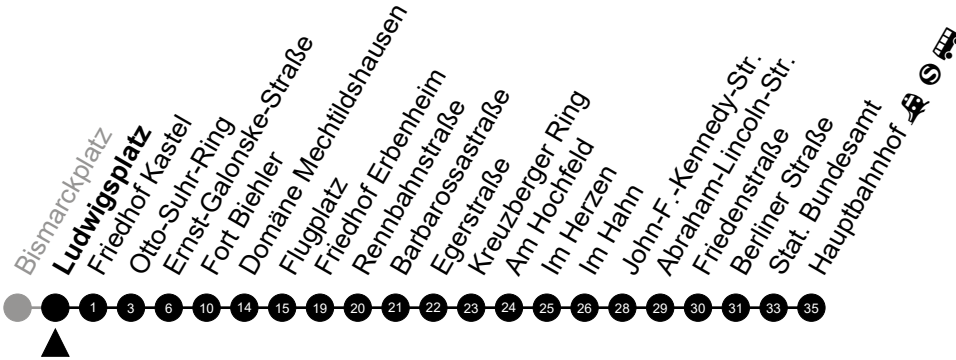 Bismarckplatz
Ludwigsplatz
Friedhof Kastel
Otto-Suhr-Ring
Ernst-Galonske-Straße
Fort Biehler
Domäne Mechtildshausen
Flugplatz
Friedhof Erbenheim
Rennbahnstraße
Barbarossastraße
Egerstraße
Kreuzberger Ring
Am Hochfeld
Im Herzen
Im Hahn
John-F.-Kennedy-Str.
Abraham-Lincoln-Str.
Friedenstraße
Berliner Straße
Stat. Bundesamt
Hauptbahnhof S
1 3 6 10 14 15 19 20 21 22 23 24 25 26 28 29 30 31 33 35